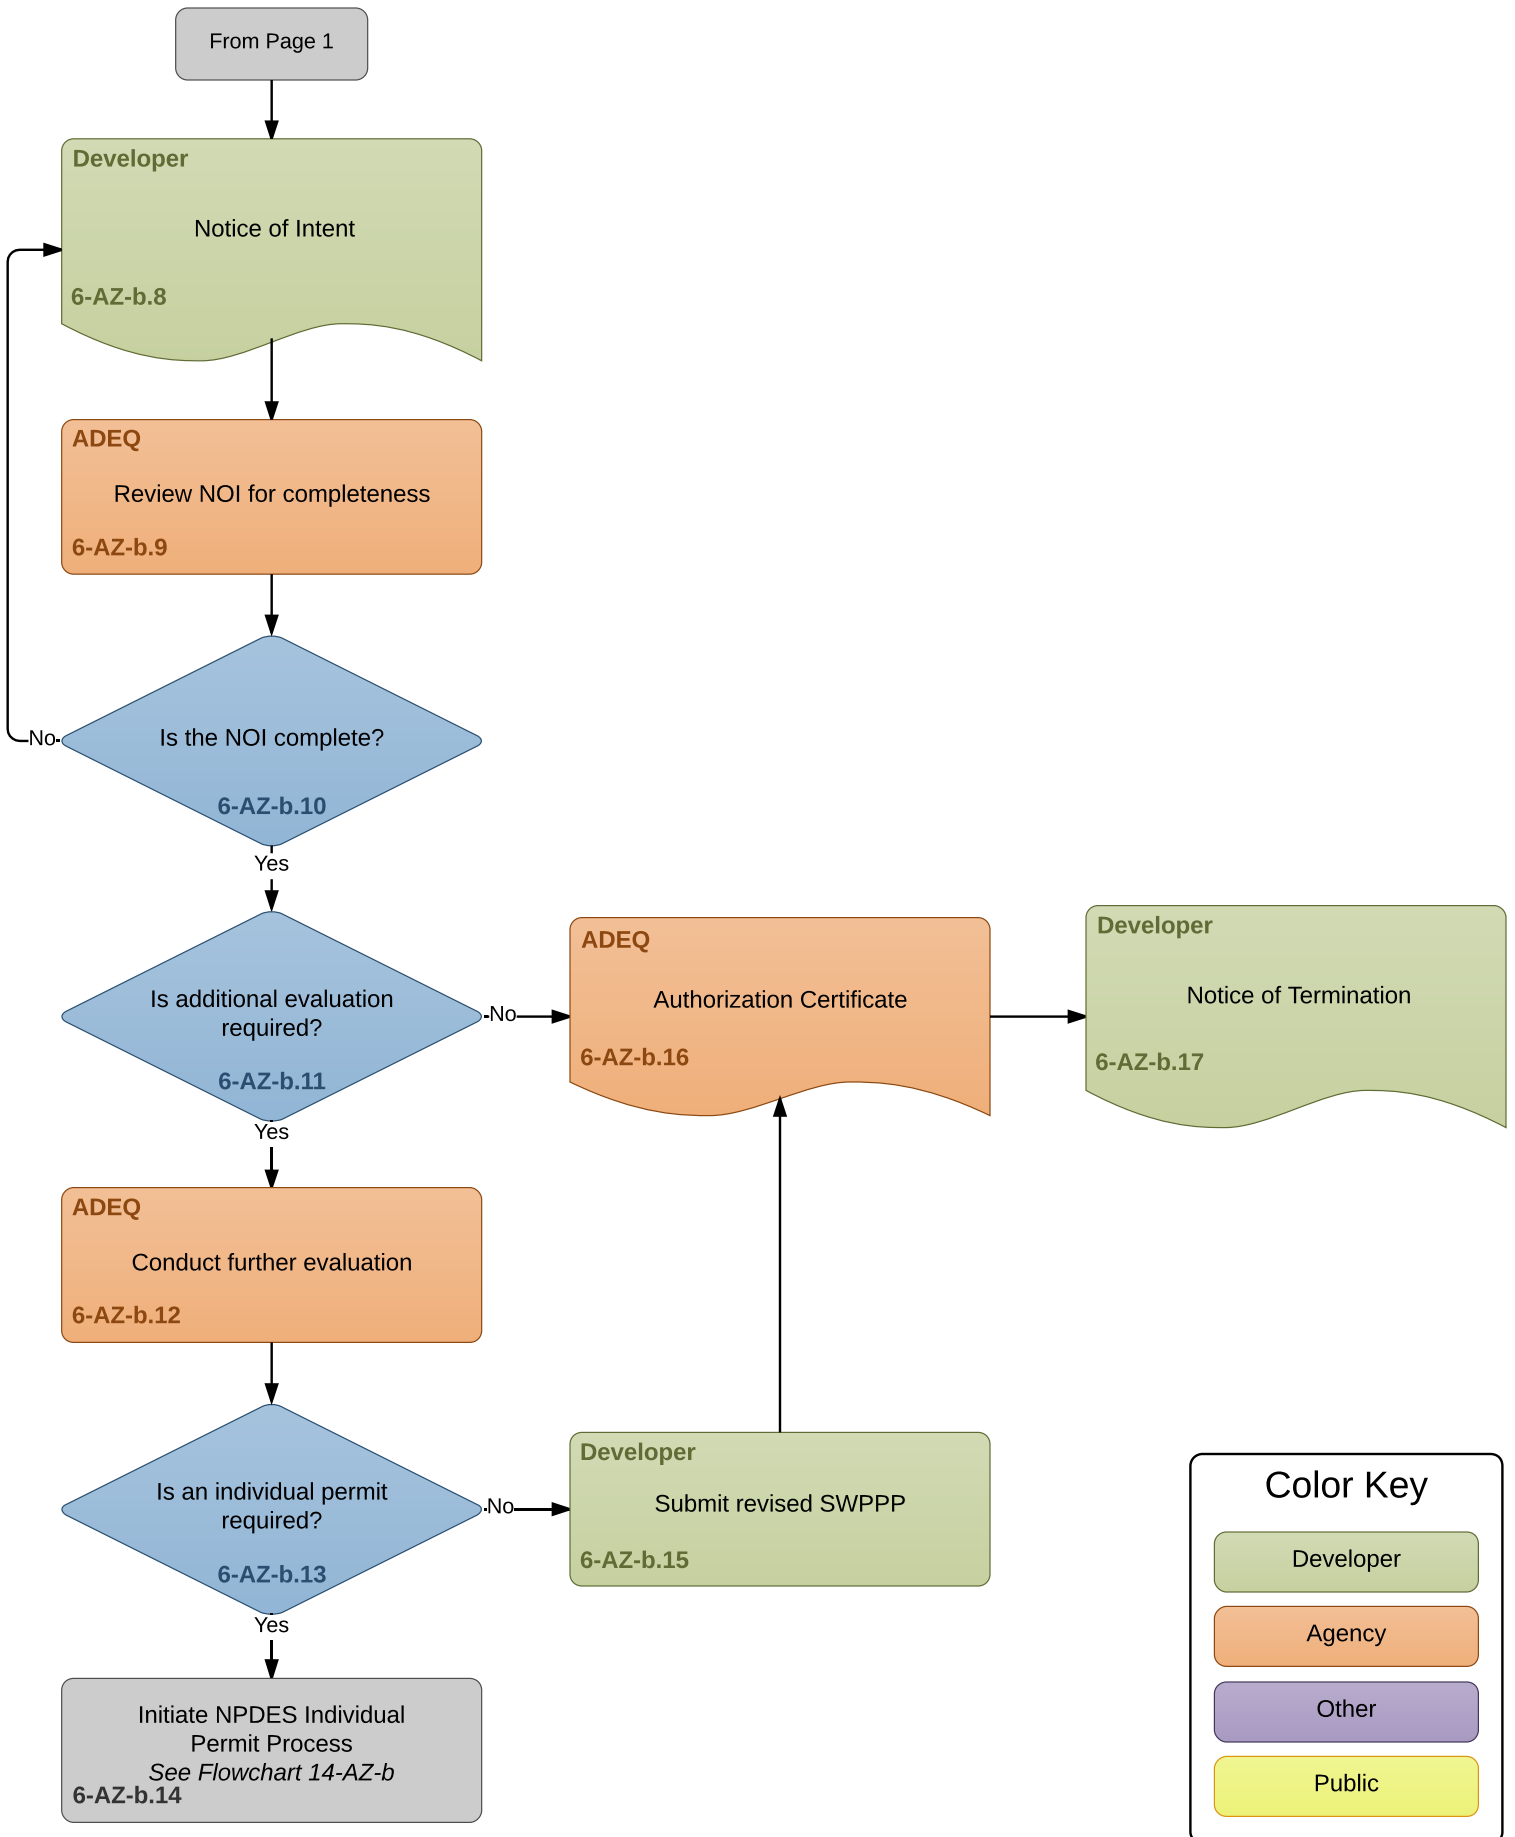 From Page 1
Developer
Notice of Intent
6-AZ-b.8
ADEQ
Review NOI for completeness
6-AZ-b.9
Is the NOI complete?
No
6-AZ-b.10
Yes
Is additional evaluation
required?
6-AZ-b.11
No
ADEQ
Authorization Certificate
6-AZ-b.16
Developer
Notice of Termination
6-AZ-b.17
Yes
ADEQ
Conduct further evaluation
6-AZ-b.12
Is an individual permit
required?
6-AZ-b.13
No
Developer
Submit revised SWPPP
6-AZ-b.15
Yes
Initiate NPDES Individual
Permit Process
See Flowchart 14-AZ-b
6-AZ-b.14
Color Key
Developer
Agency
Other
Public